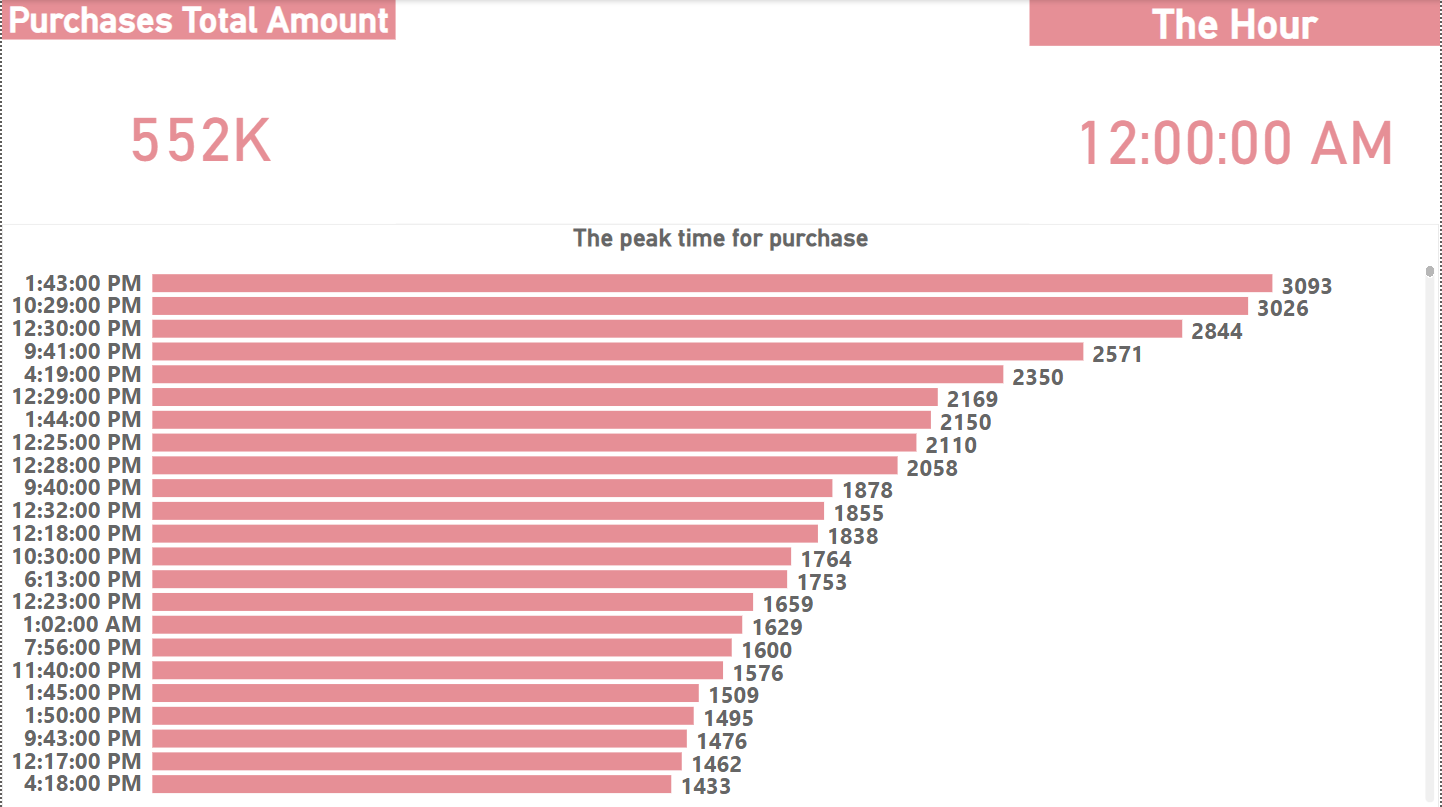 Purchases Total Amount
The Hour
552K
12:00:00 AM
The peak time for purchase
1:43:00 PM 3093
10:29:00 PM 3026
12:30:00 PM 2844
9:41:00 PM 2571
4:19:00 PM 2350
12:29:00 PM 2169
1:44:00 PM 2150
12:25:00 PM 2110
12:28:00 PM 2058
9:40:00 PM 1878
12:32:00 PM 1855
12:18:00 PM 1838
10:30:00 PM 1764
6:13:00 PM 1753
12:23:00 PM 1659
1:02:00 AM 1629
7:56:00 PM 1600
11:40:00 PM 1576
1:45:00 PM 1509
1:50:00 PM 1495
9:43:00 PM 1476
12:17:00 PM 1462
4:18:00 PM 1433